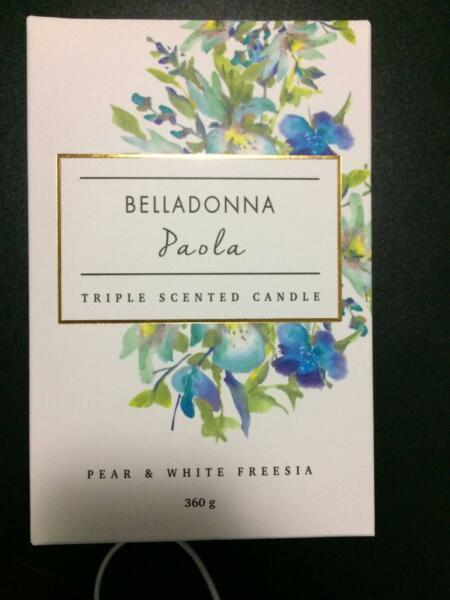 BELLADONNA
Paola
TRIPLE SCENTED CANDLE
PEAR & WHITE FREESIA
360 g